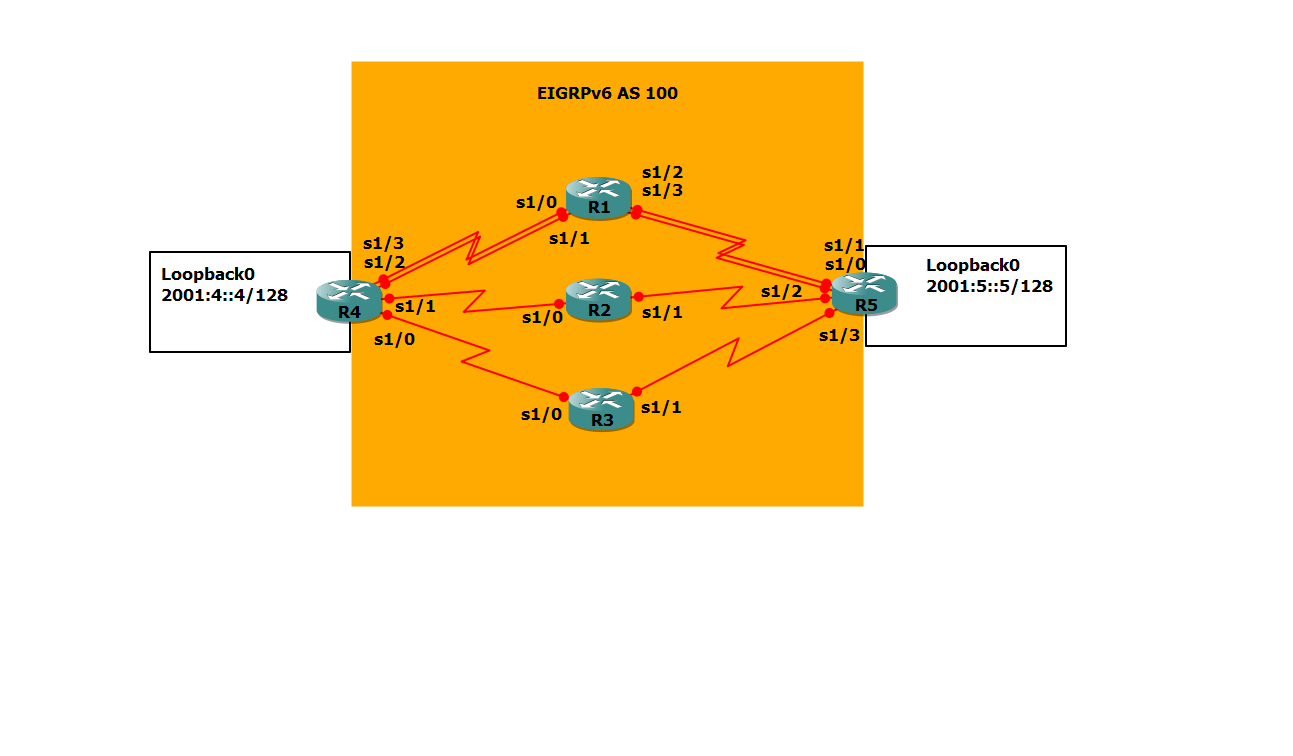 EIGRPv6 AS 100
s1/2
s1/3
s1/0
R1
s1/1
s1/3
s1/2
s1/1
s1/0
Loopback0
2001:4::4/128
Loopback0
2001:5::5/128
R4
s1/1
s1/0
R2
s1/1
s1/2
R5
s1/0
s1/3
s1/0
R3
s1/1